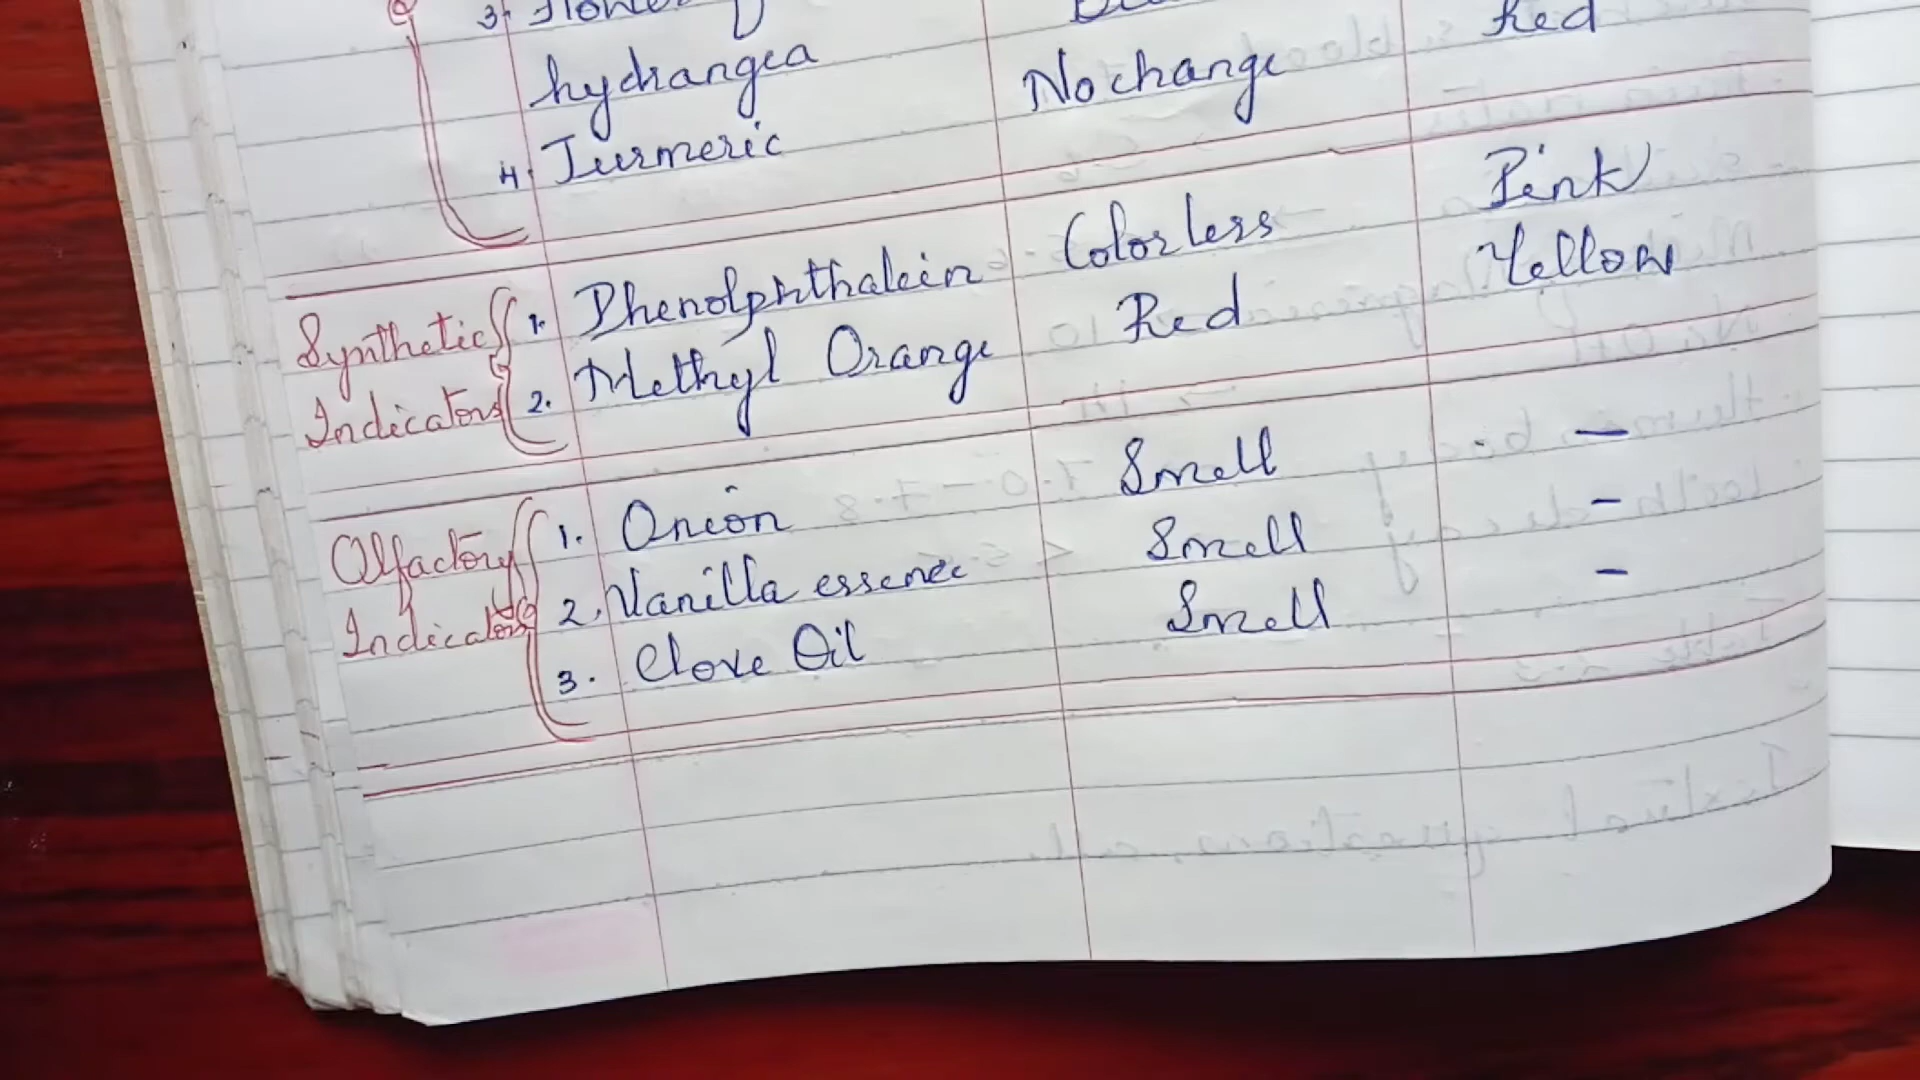 3.
hydrangea No change Red
4. Turmeric
Synthetic Indicators 1. Phenolphthalein Colorless Pink
2. Methyl Orange Red Yellow
Olfactory Indicators 1. Onion Smell -
2. Vanilla essence Smell -
3. Clove Oil Smell -